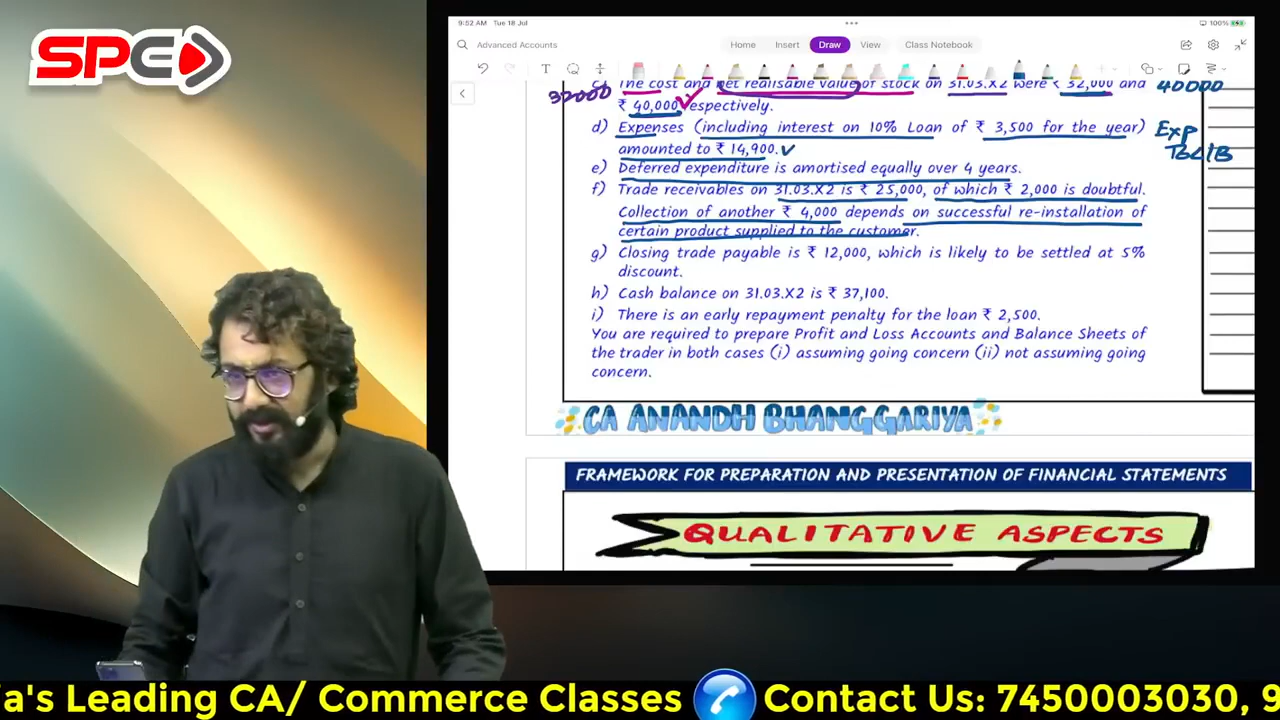 SPED
9:52 AM Tue 18 Jul
100%
Advanced Accounts
Home Insert Draw View Class Notebook
32000 The cost and net realisable value of stock on 31.03.X2 were ₹ 32,000 and 40000
₹ 40,000 respectively.
d) Expenses (including interest on 10% Loan of ₹ 3,500 for the year) Exp
amounted to ₹ 14,900.
e) Deferred expenditure is amortised equally over 4 years.
f) Trade receivables on 31.03.X2 is ₹ 25,000, of which ₹ 2,000 is doubtful.
Collection of another ₹ 4,000 depends on successful re-installation of
certain product supplied to the customer.
g) Closing trade payable is ₹ 12,000, which is likely to be settled at 5%
discount.
h) Cash balance on 31.03.X2 is ₹ 37,100.
i) There is an early repayment penalty for the loan ₹ 2,500.
You are required to prepare Profit and Loss Accounts and Balance Sheets of
the trader in both cases (i) assuming going concern (ii) not assuming going
concern.
CA ANANDH BHANGGARIYA
FRAMEWORK FOR PREPARATION AND PRESENTATION OF FINANCIAL STATEMENTS
QUALITATIVE ASPECTS
ia's Leading CA/ Commerce Classes Contact Us: 7450003030, 9